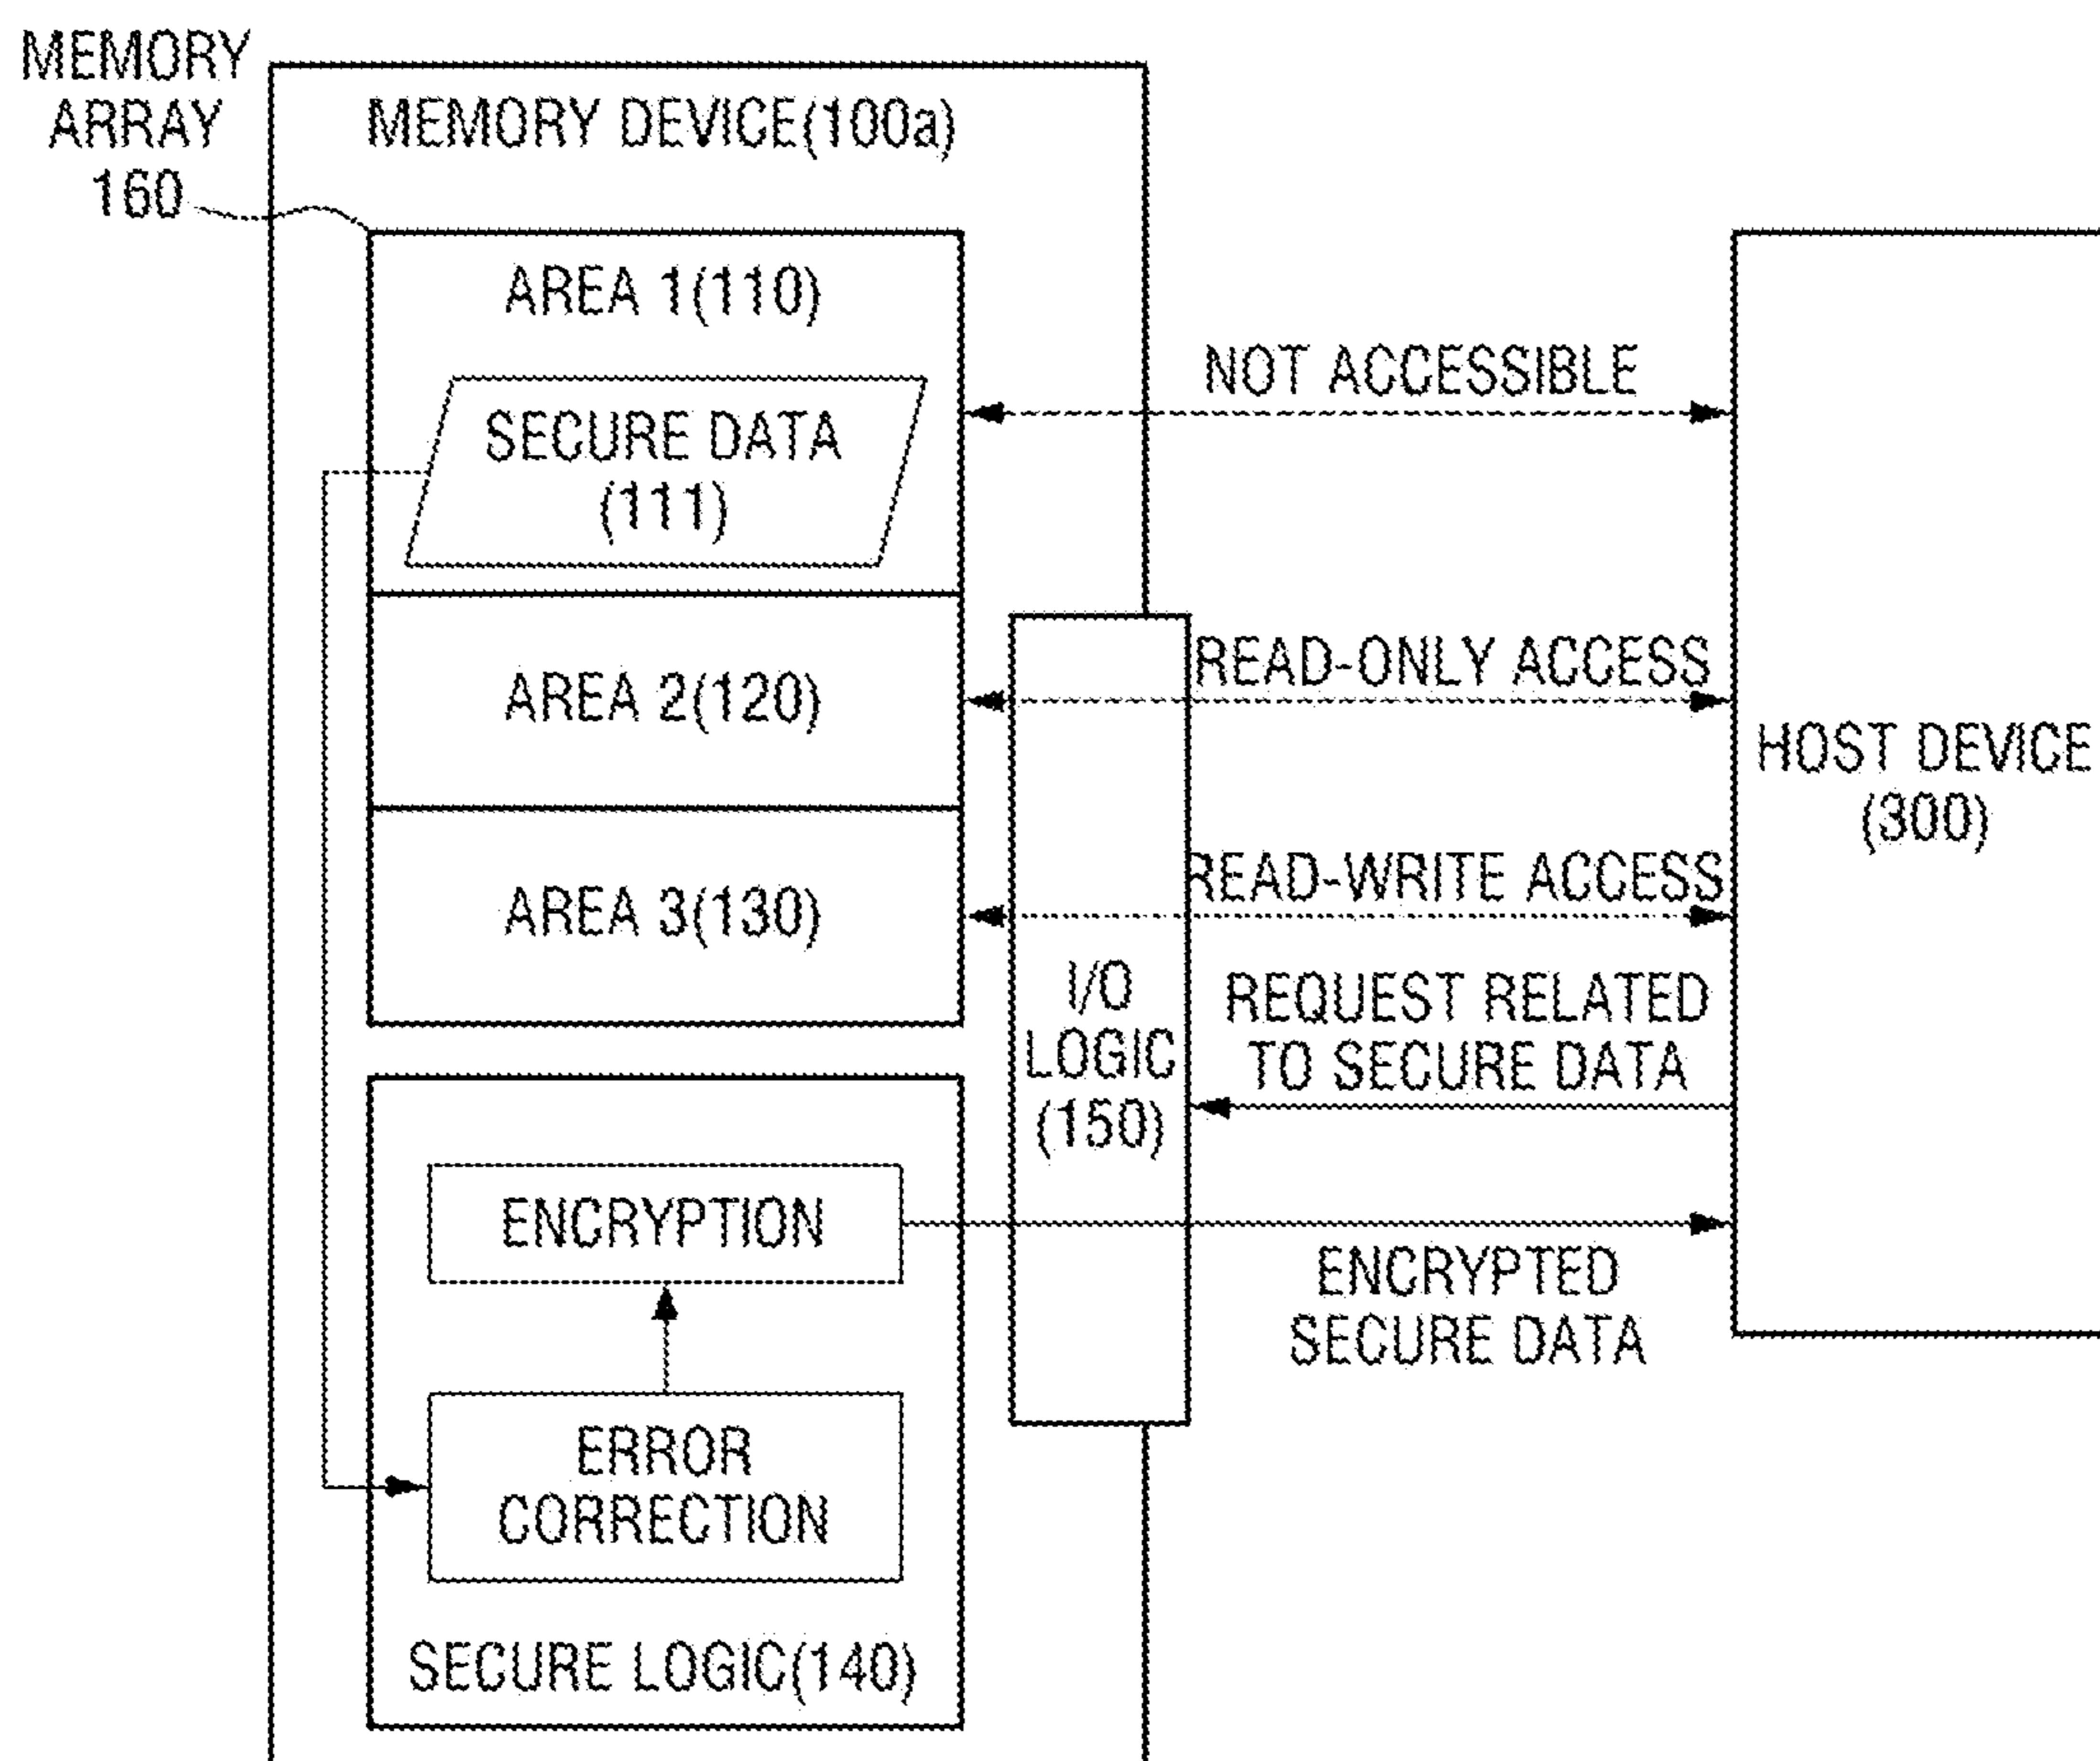 MEMORY
ARRAY
160
MEMORY DEVICE(100a)
AREA 1(110)
SECURE DATA
(111)
AREA 2(120)
AREA 3(130)
NOT ACCESSIBLE
READ-ONLY ACCESS
READ-WRITE ACCESS
I/O
LOGIC
(150)
REQUEST RELATED
TO SECURE DATA
ENCRYPTED
SECURE DATA
HOST DEVICE
(300)
ENCRYPTION
ERROR
CORRECTION
SECURE LOGIC(140)